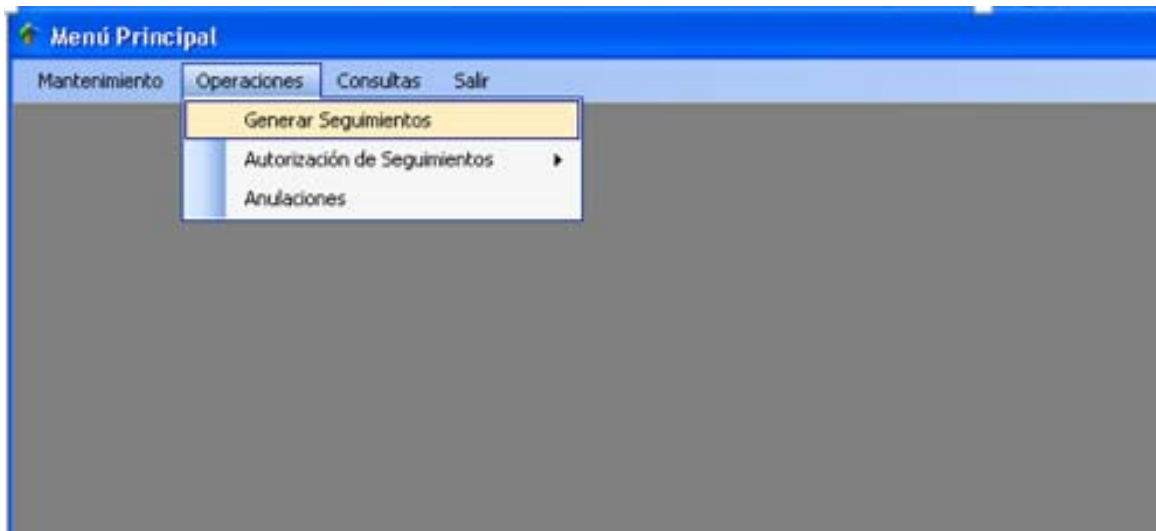 Menú Principal
Mantenimiento Operaciones Consultas Salir
Generar Seguimientos
Autorización de Seguimientos
Anulaciones